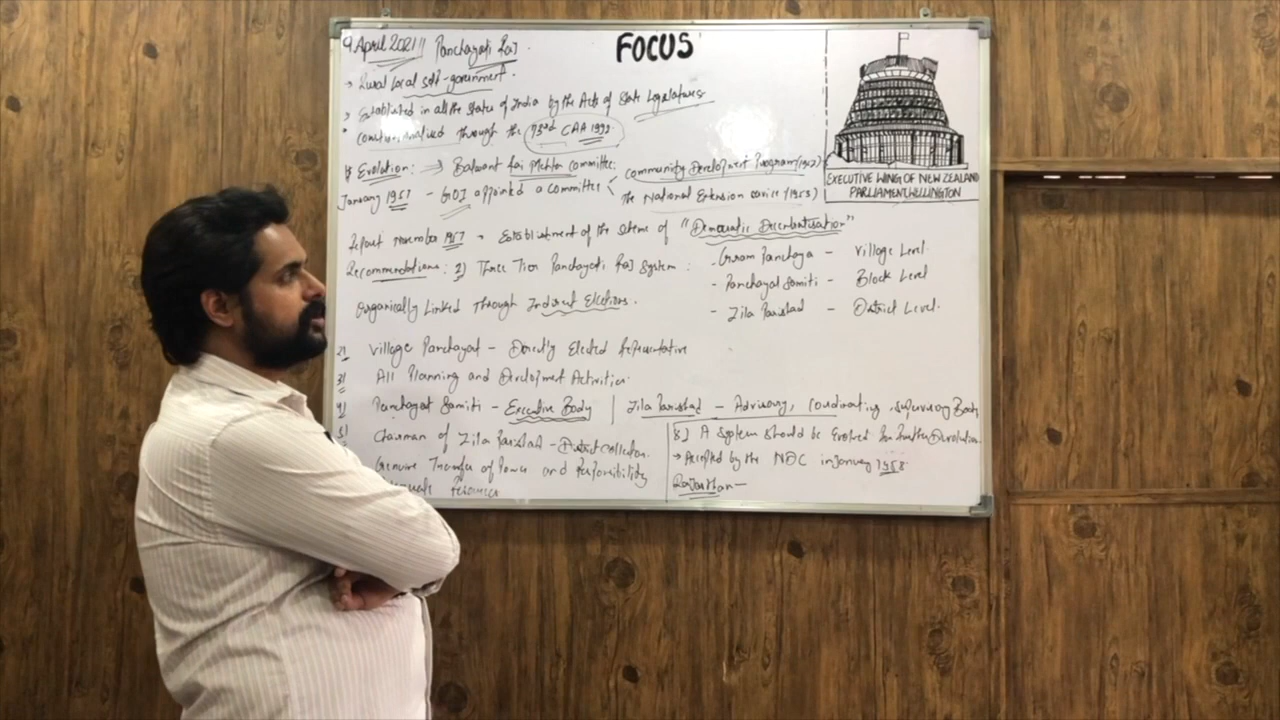 9 April 2021 || Panchayati Raj
FOCUS
→ Rural Local self-government.
→ Established in all the states of India by the Acts of State Legislatures
through the 73rd CAA 1992
Evolution: → Balwant Rai Mehta Committee:
January 1957 - GOI appointed a committee < Community Development Program (1952)
the National Extension service (1953)
EXECUTIVE WING OF NEW ZEALAND
PARLIAMENT, WELLINGTON
Report November 1957 - Establishment of the scheme of "Democratic Decentralisation"
Recommendations: 1) Three Tier Panchayati Raj System:
- Gram Panchaya - Village Level
- Panchayat Samiti - Block Level
- Zila Parishad - District Level.
Organically Linked Through Indirect Elections.
2) Village Panchayat - Directly Elected Representative
3) All Planning and Development Activities.
4) Panchayat Samiti - Executive Body | Zila Parishad - Advisory, coordinating, supervisory Body
5) Chairman of Zila Parishad - District Collector.
Genuine Transfer of Power and Responsibility
resources
8) A system should be Evolved for further Devolution
→ Accepted by the NDC in January 1958.
Rajasthan -